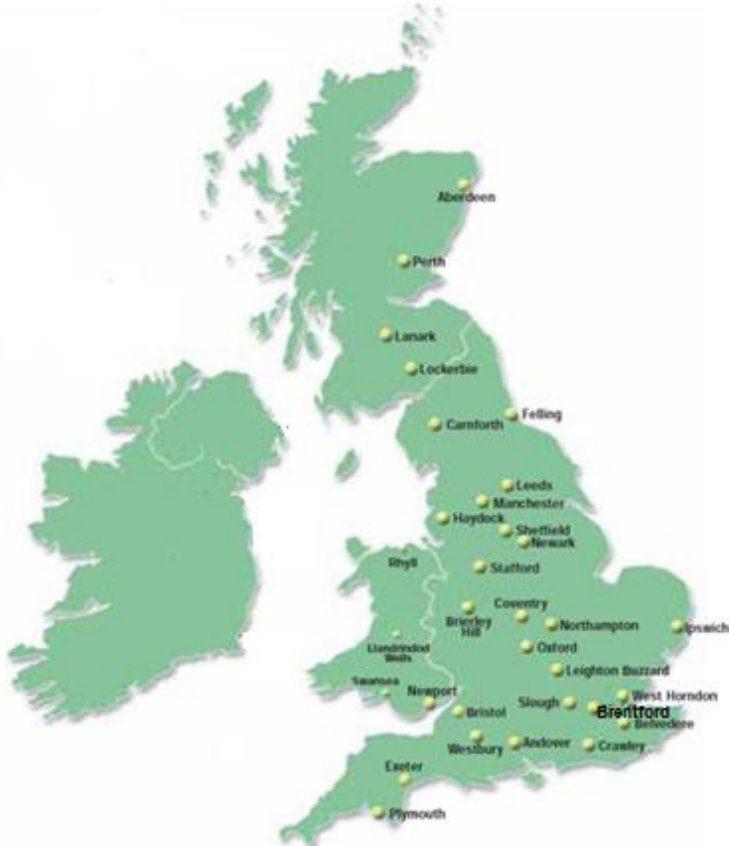 Aberdeen
Perth
Lanark
Lockerbie
Felling
Carnforth
Leeds
Manchester
Haydock
Sheffield
Newark
Rhyll
Stafford
Coventry
Brierley
Hill
Northampton
Ipswich
Llandrindod
Wells
Oxford
Leighton Buzzard
Swansea
Newport
Slough
West Horndon
Bristol
Brentford
Belvedere
Westbury
Andover
Crawley
Exeter
Plymouth